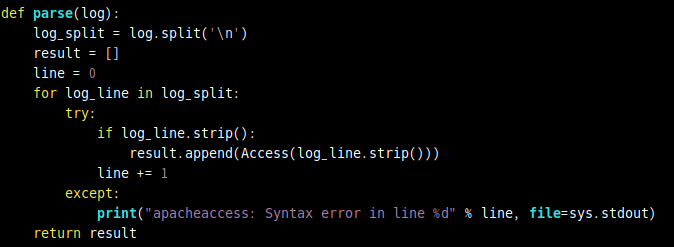 def parse(log):
    log_split = log.split('\n')
    result = []
    line = 0
    for log_line in log_split:
        try:
            if log_line.strip():
                result.append(Access(log_line.strip()))
            line += 1
        except:
            print("apacheaccess: Syntax error in line %d" % line, file=sys.stdout)
    return result